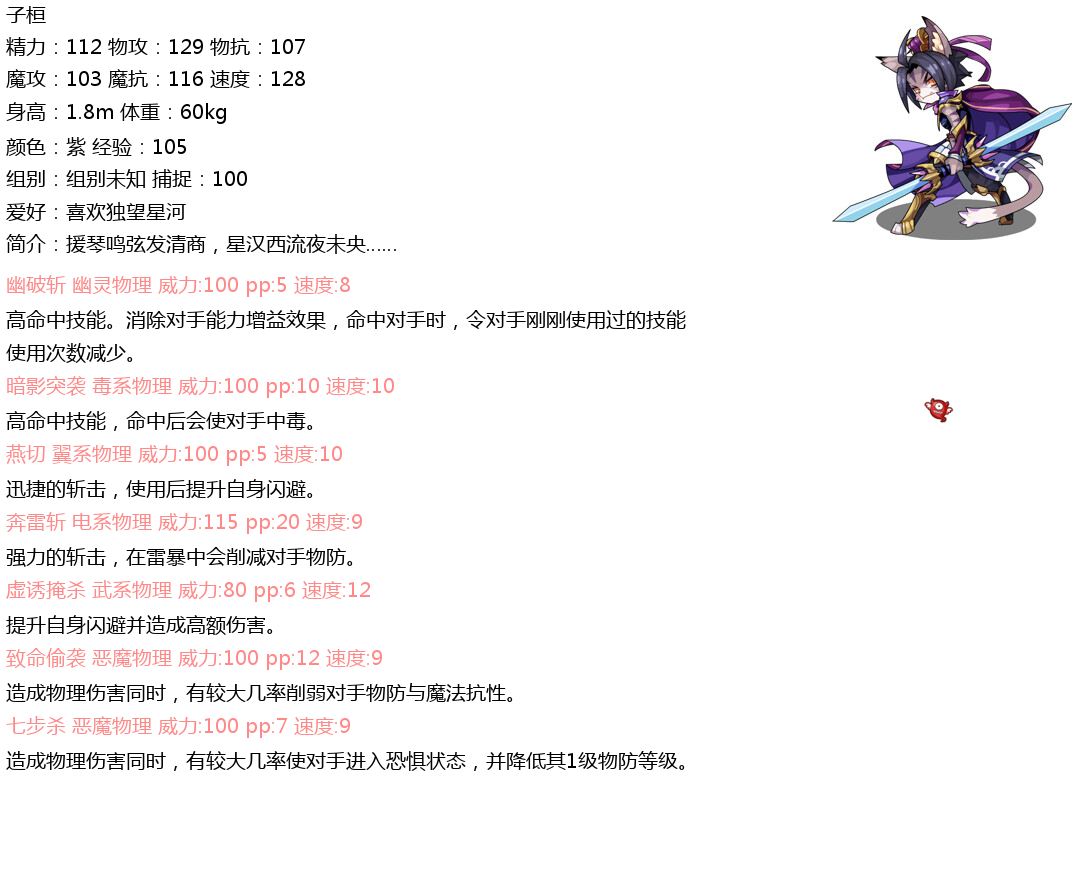 子桓
精力：112 物攻：129 物抗：107
魔攻：103 魔抗：116 速度：128
身高：1.8m 体重：60kg
颜色：紫 经验：105
组别：组别未知 捕捉：100
爱好：喜欢独望星河
简介：援琴鸣弦发清商，星汉西流夜未央......
幽破斩 幽灵物理 威力:100 pp:5 速度:8
高命中技能。消除对手能力增益效果，命中对手时，令对手刚刚使用过的技能
使用次数减少。
暗影突袭 毒系物理 威力:100 pp:10 速度:10
高命中技能，命中后会使对手中毒。
燕切 翼系物理 威力:100 pp:5 速度:10
迅捷的斩击，使用后提升自身闪避。
奔雷斩 电系物理 威力:115 pp:20 速度:9
强力的斩击，在雷暴中会削减对手物防。
虚诱掩杀 武系物理 威力:80 pp:6 速度:12
提升自身闪避并造成高额伤害。
致命偷袭 恶魔物理 威力:100 pp:12 速度:9
造成物理伤害同时，有较大几率削弱对手物防与魔法抗性。
七步杀 恶魔物理 威力:100 pp:7 速度:9
造成物理伤害同时，有较大几率使对手进入恐惧状态，并降低其1级物防等级。